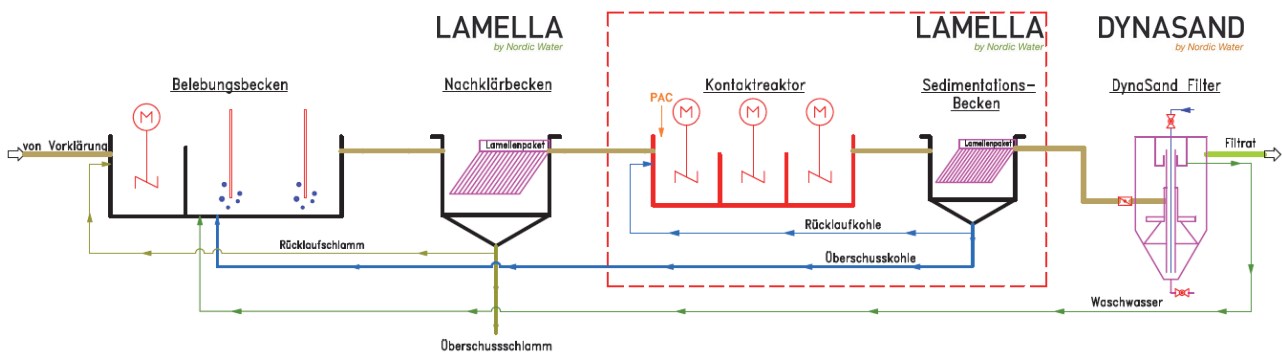 LAMELLA
by Nordic Water
LAMELLA
by Nordic Water
DYNASAND
by Nordic Water
Belebungsbecken
Nachklärbecken
Kontaktreaktor
Sedimentations-
Becken
DynaSand Filter
PAC
M
M
M
M
von Vorklärung
Lamellenpaket
Lamellenpaket
Filtrat
Rücklaufschlamm
Rücklaufkohle
Überschusskohle
Waschwasser
Überschussschlamm